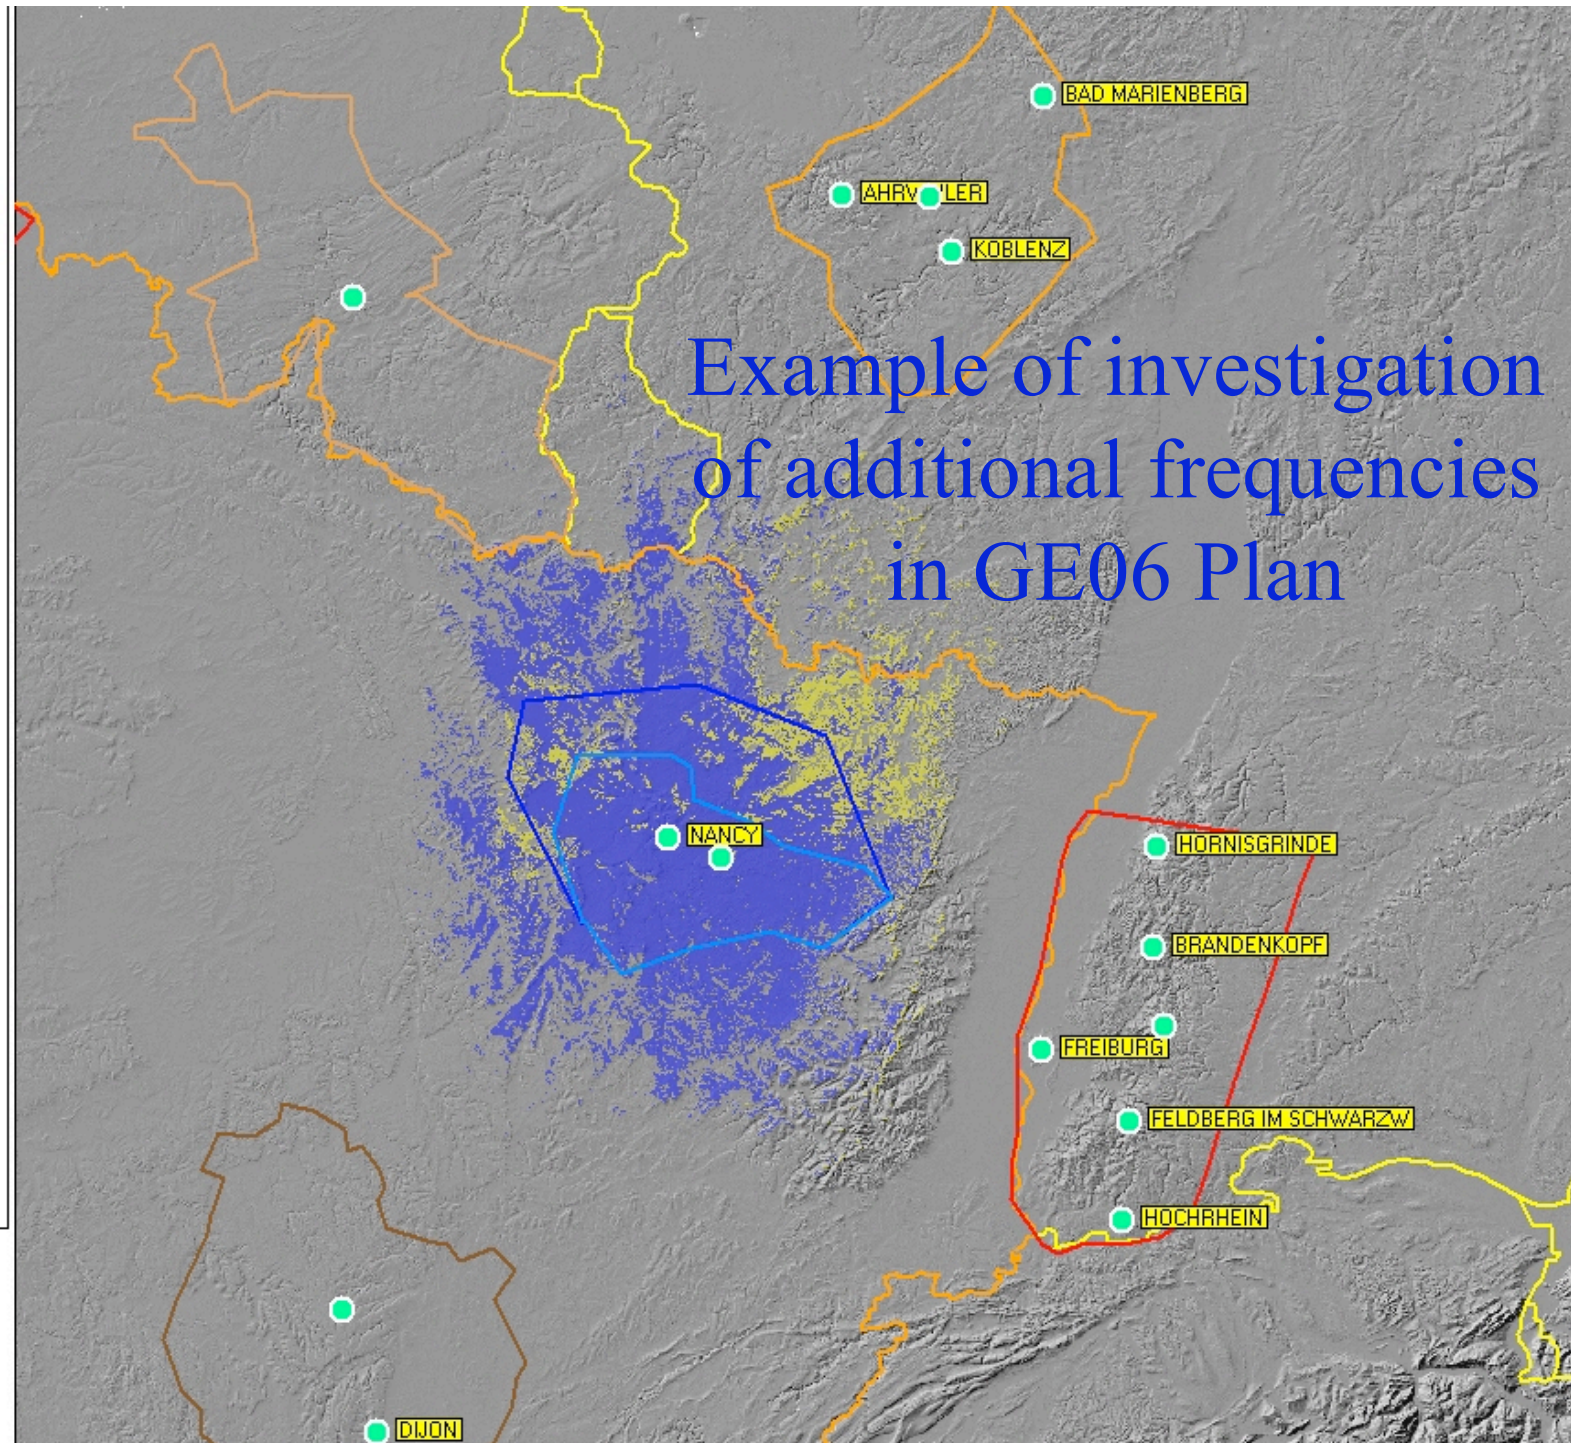 BAD MARIENBERG
KOBLENZ
Example of investigation
of additional frequencies
in GE06 Plan
NANCY
HORNISGRINDE
BRANDENKOPF
FREIBURG
FELDBERG IM SCHWARZW
HOCHRHEIN
DIJON